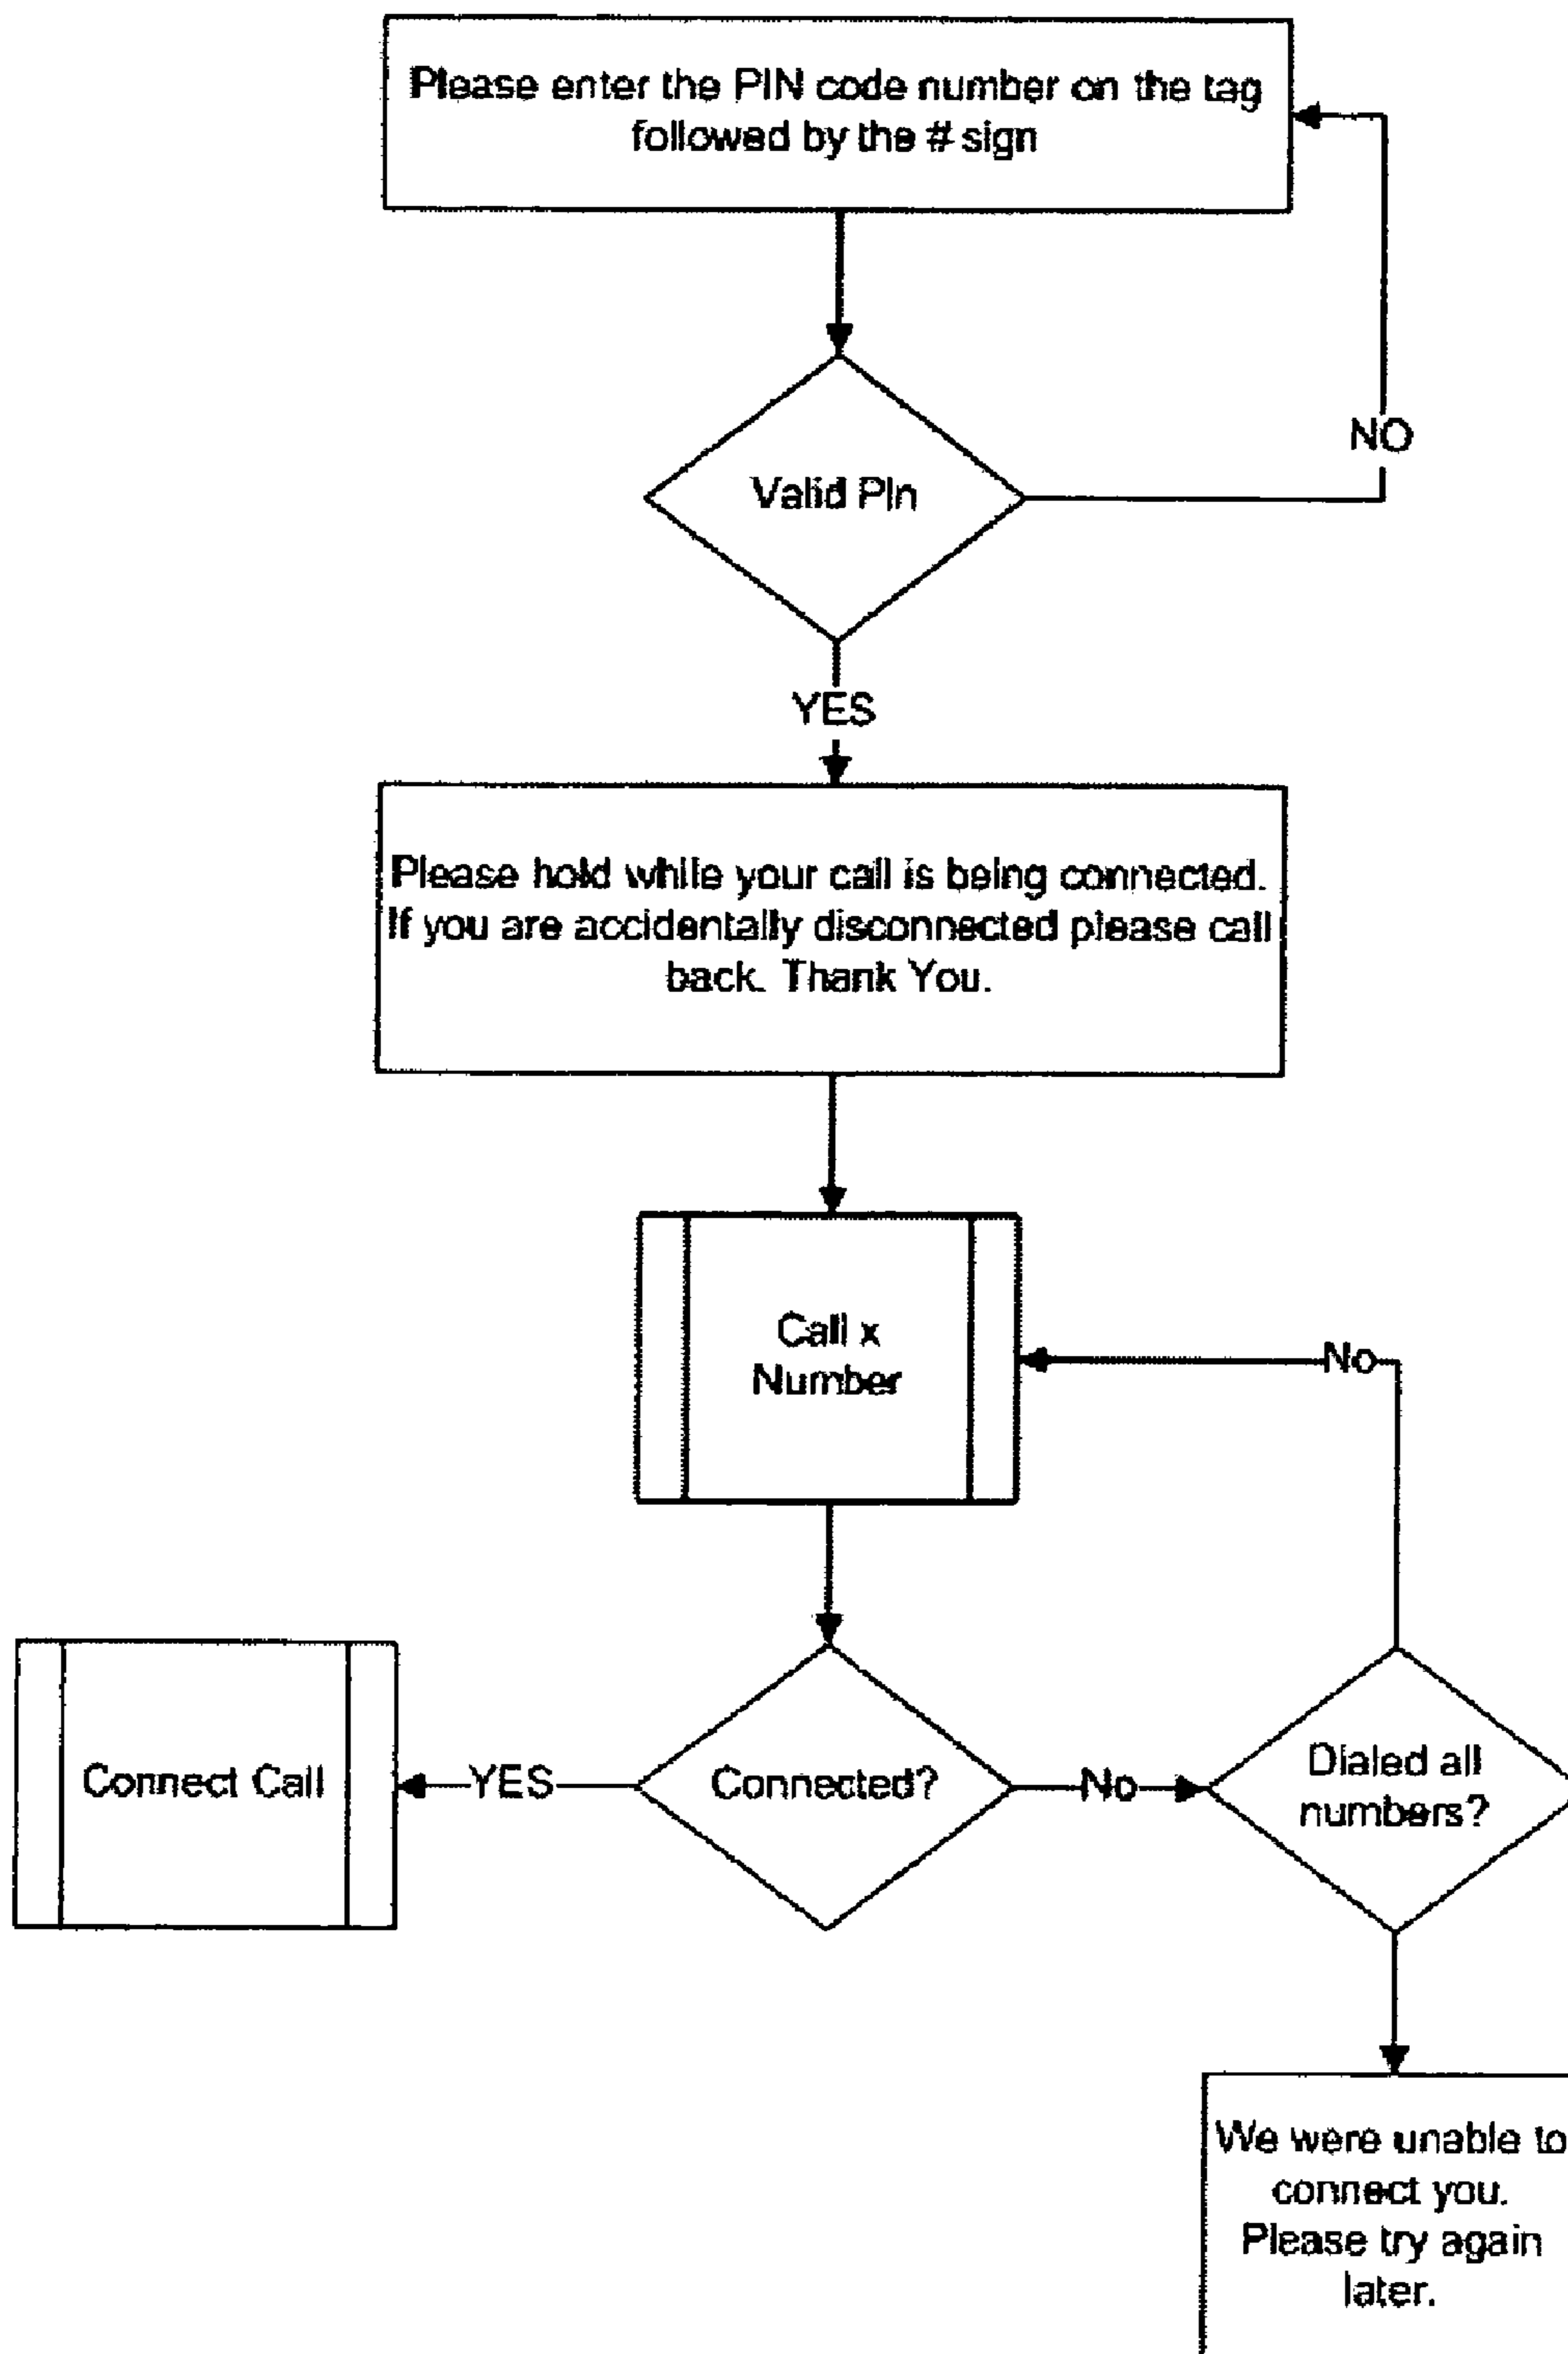 Please enter the PIN code number on the tag
followed by the # sign
NO
Valid Pin
YES
Please hold while your call is being connected.
If you are accidentally disconnected please call
back. Thank You.
Call x
Number
No
Connect Call
YES
Connected?
No
Dialed all
numbers?
We were unable to
connect you.
Please try again
later.